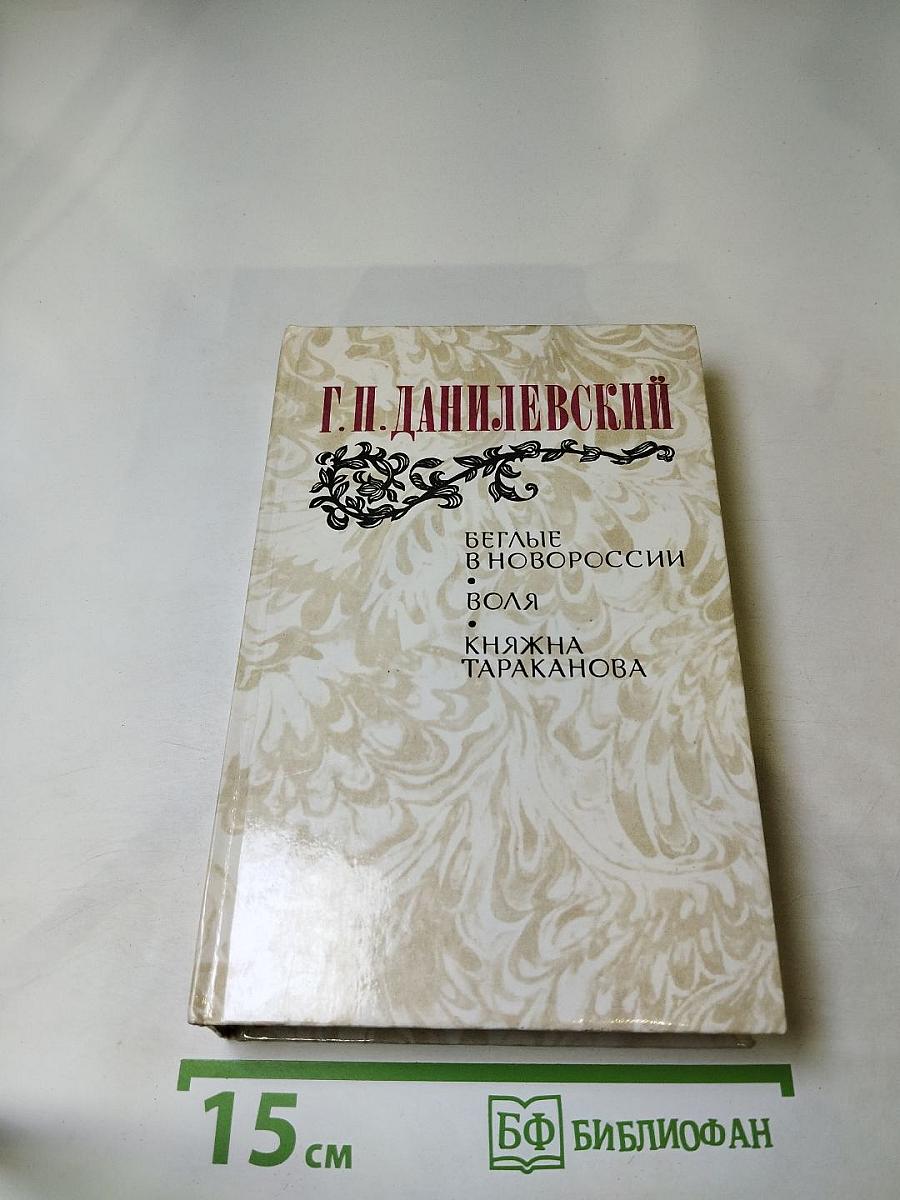 Г. П. ДАНИЛЕВСКИЙ
БЕГЛЫЕ
В НОВОРОССИИ
•
ВОЛЯ
•
КНЯЖНА
ТАРАКАНОВА
15 см
БФ БИБЛИОФАН